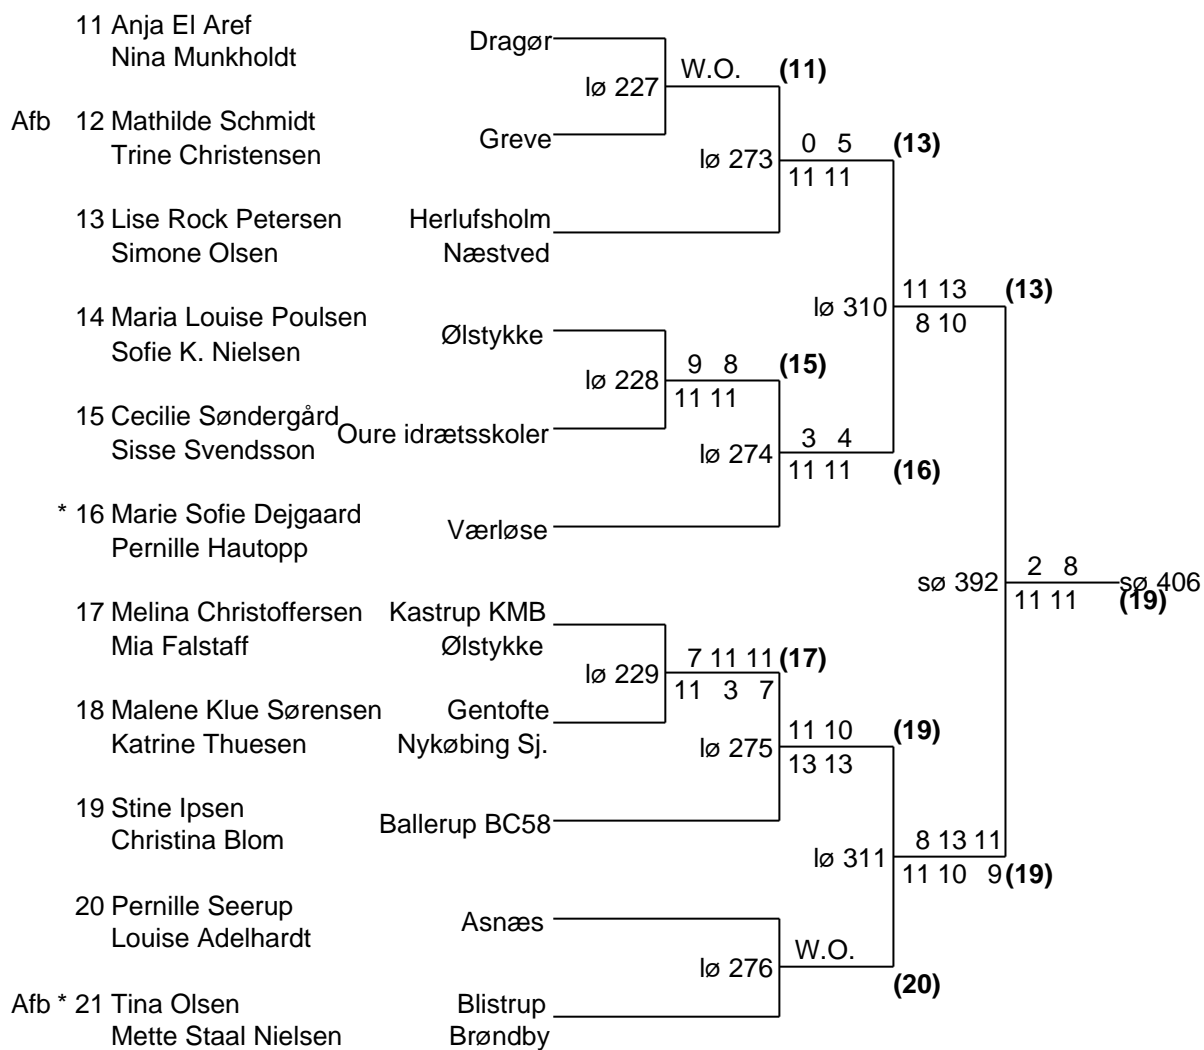 11 Anja El Aref
Nina Munkholdt
Dragør
W.O. (11)
lø 227
Afb 12 Mathilde Schmidt
Trine Christensen
Greve
0 5 (13)
lø 273
11 11
13 Lise Rock Petersen
Simone Olsen
Herlufsholm
Næstved
11 13 (13)
lø 310
8 10
14 Maria Louise Poulsen
Sofie K. Nielsen
Ølstykke
9 8 (15)
lø 228
11 11
15 Cecilie Søndergård
Sisse Svendsson
Oure idrætsskoler
3 4
lø 274
11 11 (16)
* 16 Marie Sofie Dejgaard
Pernille Hautopp
Værløse
2 8
sø 392
sø 406
11 11 (19)
17 Melina Christoffersen
Mia Falstaff
Kastrup KMB
Ølstykke
7 11 11 (17)
lø 229
11 3 7
18 Malene Klue Sørensen
Katrine Thuesen
Gentofte
Nykøbing Sj.
11 10 (19)
lø 275
13 13
19 Stine Ipsen
Christina Blom
Ballerup BC58
8 13 11
lø 311
11 10 9 (19)
20 Pernille Seerup
Louise Adelhardt
Asnæs
W.O.
lø 276
(20)
Afb * 21 Tina Olsen
Mette Staal Nielsen
Blistrup
Brøndby